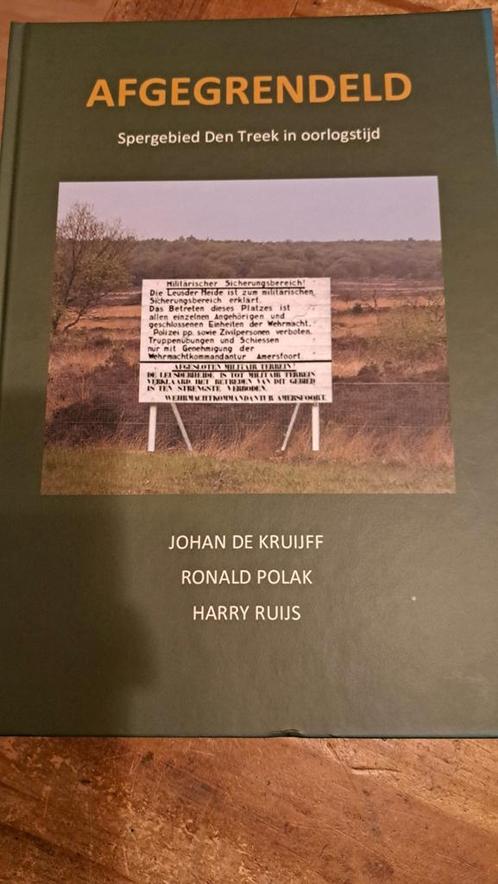 AFGEGRENDELD
Spergebied Den Treek in oorlogstijd
Militärischer Sicherungsbereich!
Die Leusder Heide ist zum militärischen
Sicherungsbereich erklärt.
Das Betreten dieses Platzes ist
allen einzelnen Angehörigen und
geschlossenen Einheiten der Wehrmacht,
Polizei pp. sowie Zivilpersonen verboten.
Truppenübungen und Schiessen
nur mit Genehmigung der
Wehrmachtkommandantur Amersfoort.
AFGESLOTEN MILITAIR TERREIN!
DE LEUSDERHEIDE IS TOT MILITAIR TERREIN
VERKLAARD. HET BETREDEN VAN DIT GEBIED
IS TEN STRENGSTE VERBODEN.
WEHRMACHTKOMMANDANTUR AMERSFOORT.
JOHAN DE KRUIJFF
RONALD POLAK
HARRY RUIJS